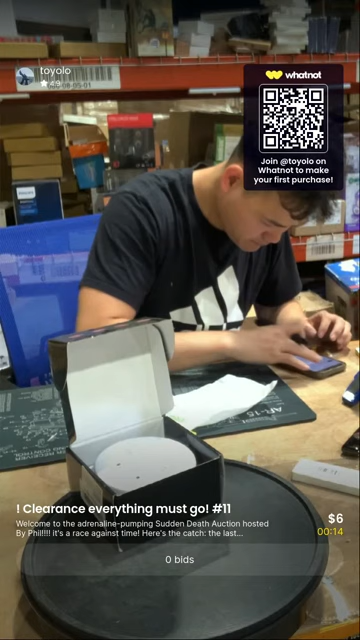 toyolo
whatnot
Join @toyolo on
Whatnot to make
your first purchase!
AR-15
! Clearance everything must go! #11
$6
Welcome to the adrenaline-pumping Sudden Death Auction hosted
By Phil!!!! it's a race against time! Here's the catch: the last...
00:14
0 bids